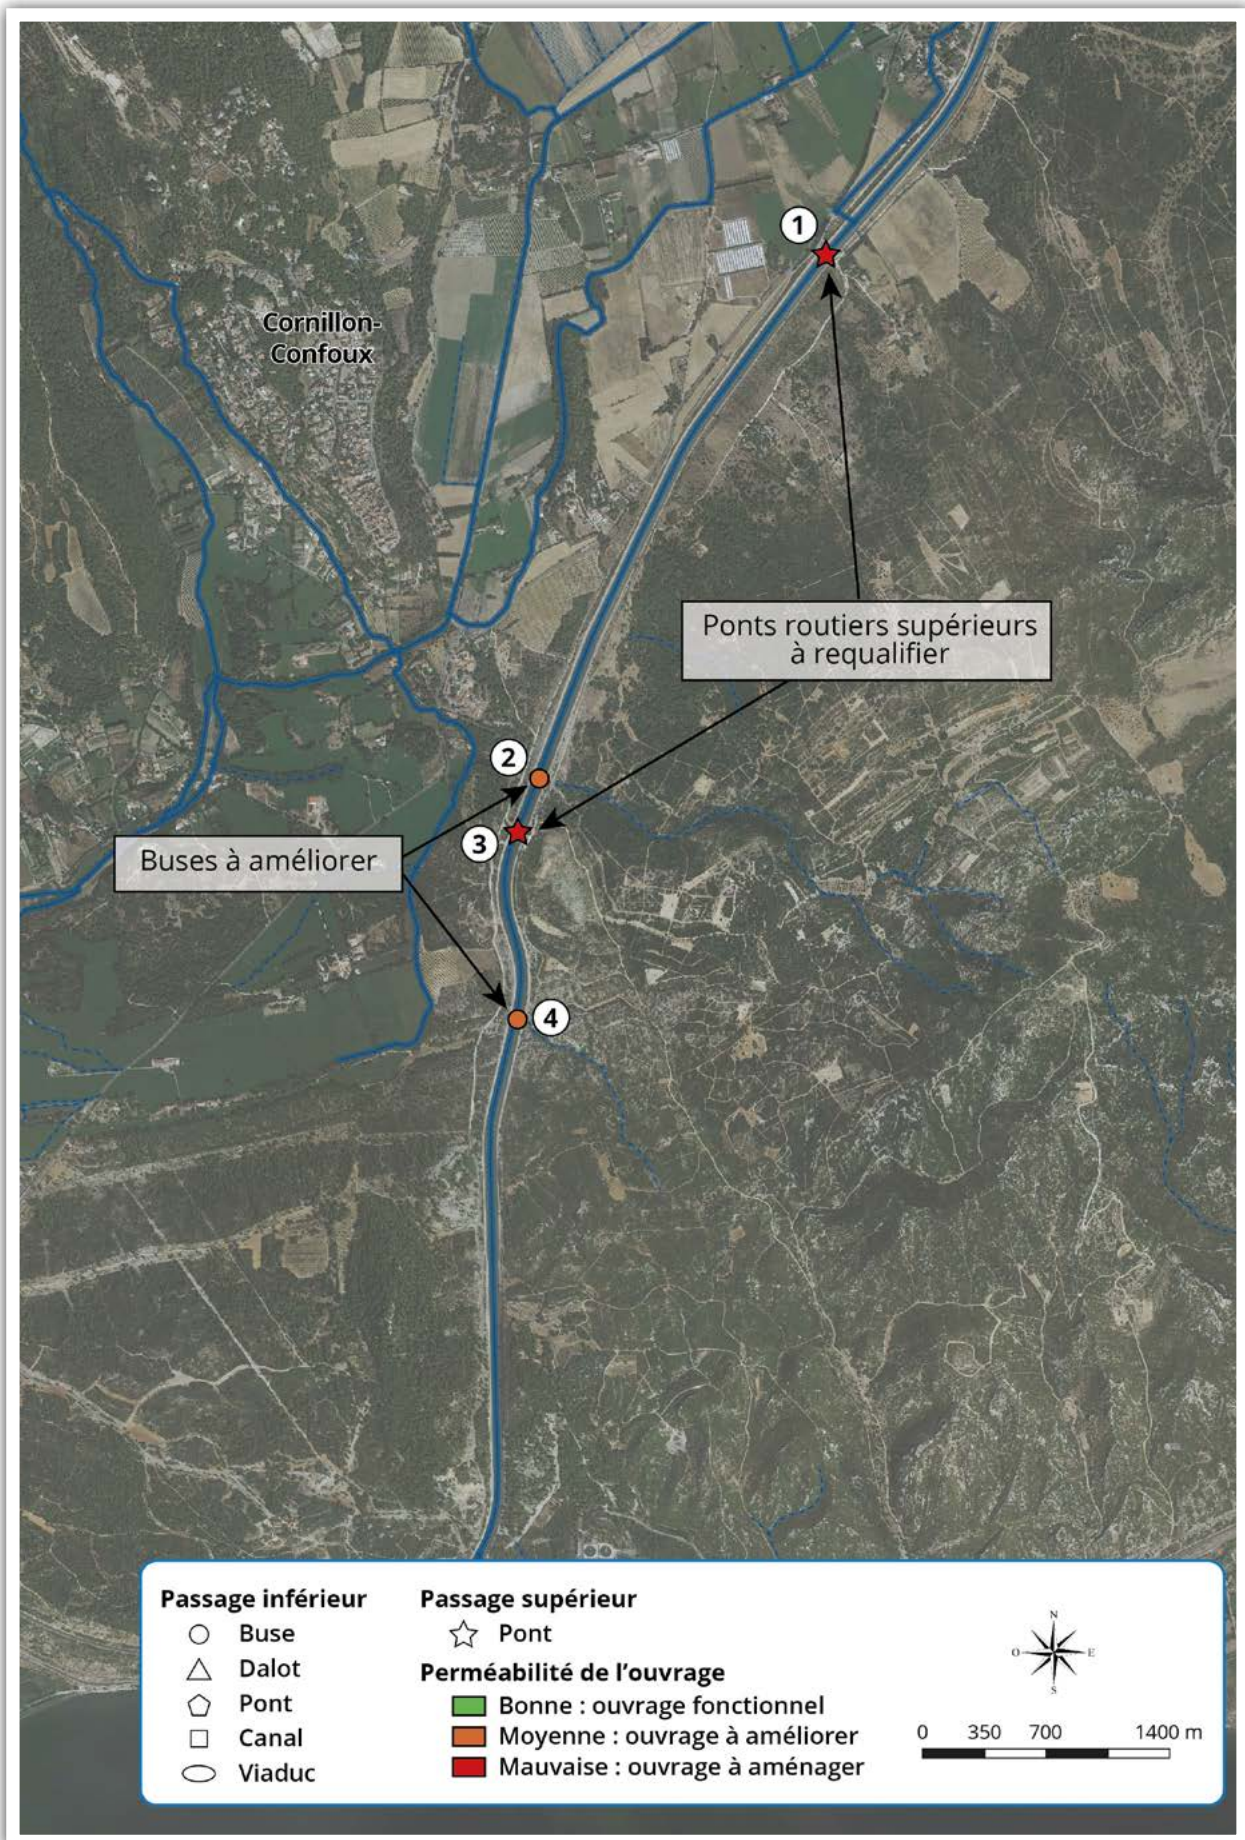 1
Cornillon-
Confoux
Ponts routiers supérieurs
à requalifier
2
3
Buses à améliorer
4
Passage inférieur
Buse
Dalot
Pont
Canal
Viaduc
Passage supérieur
Pont
Perméabilité de l'ouvrage
Bonne : ouvrage fonctionnel
Moyenne : ouvrage à améliorer
Mauvaise : ouvrage à aménager
N
O E
S
0 350 700 1400 m